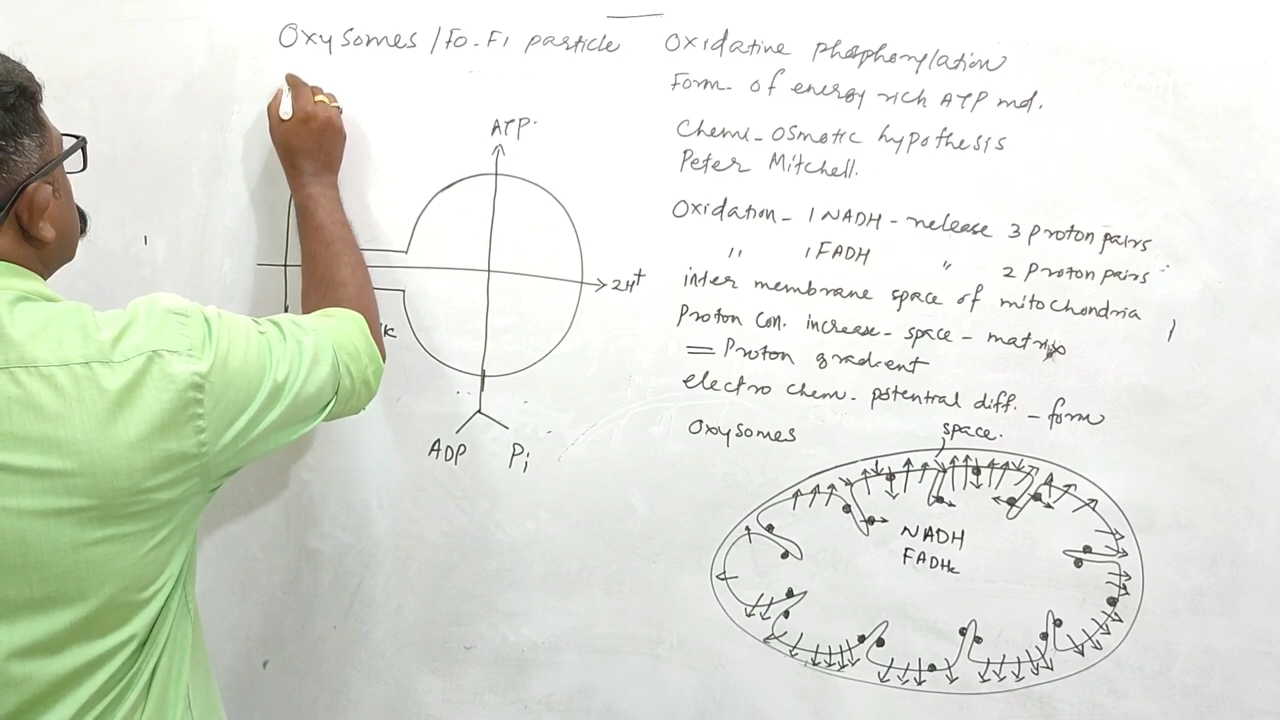 Oxysomes / Fo-F1 particle
ATP
2H+
ADP Pi
Oxidative phosphorylation
Form. of energy rich ATP mol.
Chemi-osmotic hypothesis
Peter Mitchell.
Oxidation - 1 NADH - release 3 proton pairs
" 1 FADH " 2 Proton pairs
inter membrane space of mitochondria
Proton con. increase - space - matrix
= Proton gradient
electro chem. potential diff. - form
Oxysomes
space.
NADH
FADH2